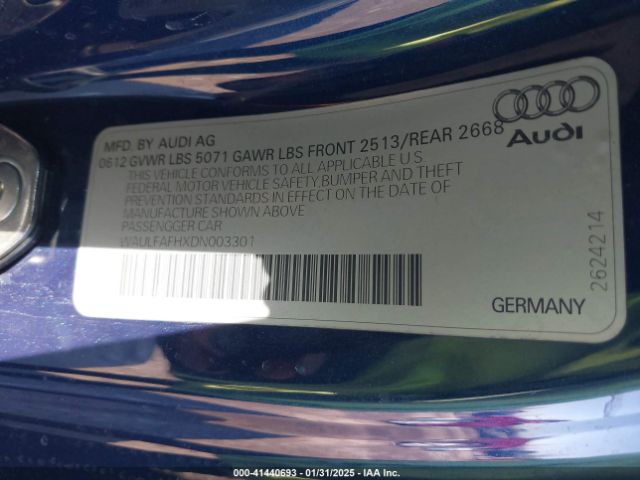 MFD. BY AUDI AG
0612 GVWR LBS 5071 GAWR LBS FRONT 2513/REAR 2668
THIS VEHICLE CONFORMS TO ALL APPLICABLE U.S.
FEDERAL MOTOR VEHICLE SAFETY BUMPER AND THEFT
PREVENTION STANDARDS IN EFFECT ON THE DATE OF
MANUFACTURE SHOWN ABOVE
PASSENGGER CAR
WAULFAFHXDN003301
Audi
2624214
GERMANY
000 - 41440693 - 01/31/2025 - IAA Inc.